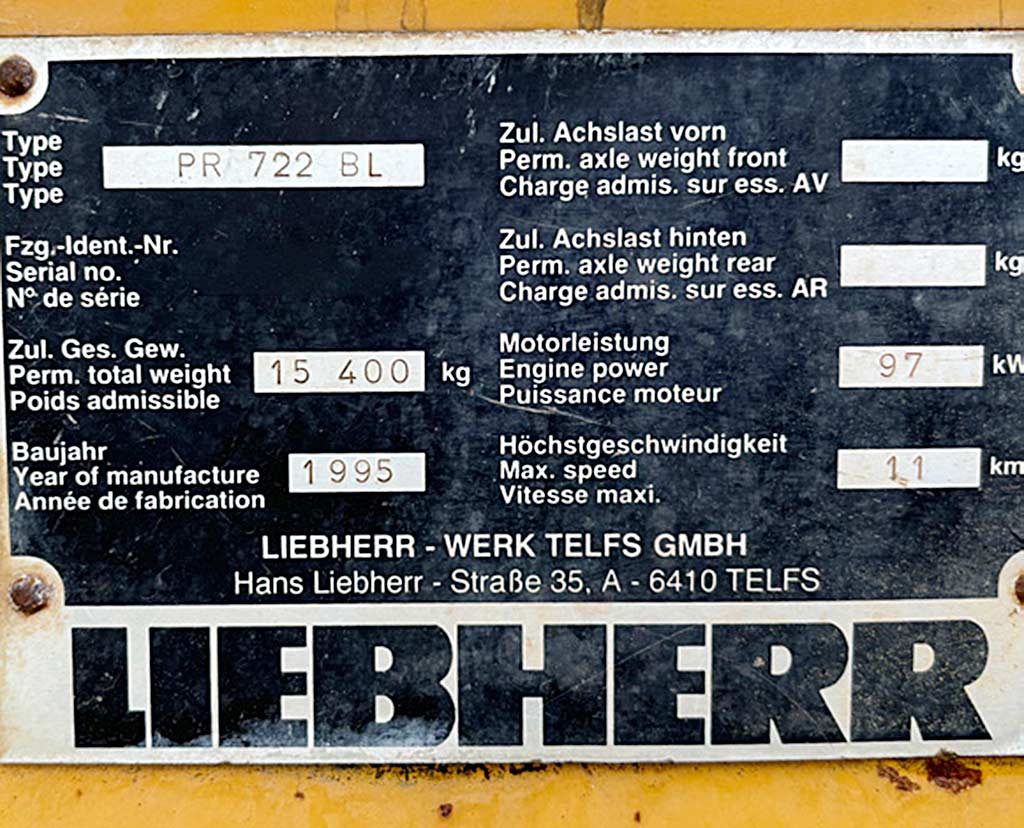 Type
Type PR 722 BL
Type
Fzg.-Ident.-Nr.
Serial no.
Nº de série
Zul. Ges. Gew.
Perm. total weight 15 400 kg
Poids admissible
Baujahr
Year of manufacture 1995
Année de fabrication
Zul. Achslast vorn
Perm. axle weight front kg
Charge admis. sur ess. AV
Zul. Achslast hinten
Perm. axle weight rear kg
Charge admis. sur ess. AR
Motorleistung
Engine power 97 kW
Puissance moteur
Höchstgeschwindigkeit
Max. speed 11 km
Vitesse maxi.
LIEBHERR - WERK TELFS GMBH
Hans Liebherr - Straße 35, A - 6410 TELFS
LIEBHERR